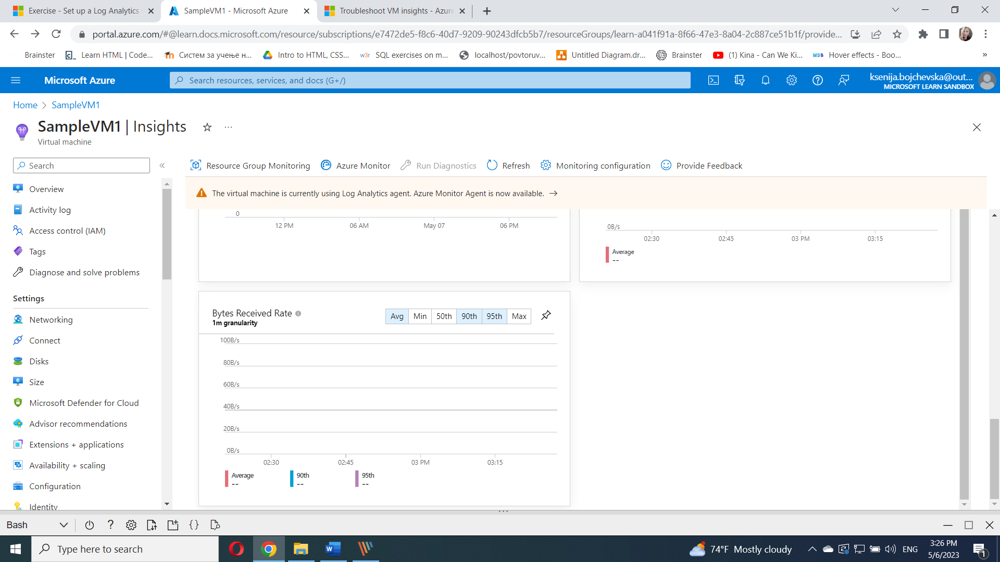 Exercise - Set up a Log Analytics
SampleVM1 - Microsoft Azure
Troubleshoot VM insights - Azure
portal.azure.com/#@learn.docs.microsoft.com/resource/subscriptions/e7472de5-f8c6-40d7-9209-90243dfcb5b7/resourceGroups/learn-a041f91a-8f66-47e3-8a04-2c887ce51b1f/provide...
Brainster
Learn HTML | Code...
Систем за учење н...
Intro to HTML, CSS...
SQL exercises on m...
localhost/povtoruv...
Untitled Diagram.dr...
Brainster
(1) Kina - Can We Ki...
Hover effects - Boo...
»
Microsoft Azure
Search resources, services, and docs (G+/)
ksenija.bojchevska@out...
MICROSOFT LEARN SANDBOX
Home > SampleVM1
SampleVM1 | Insights
Virtual machine
Search
Overview
Activity log
Access control (IAM)
Tags
Diagnose and solve problems
Settings
Networking
Connect
Disks
Size
Microsoft Defender for Cloud
Advisor recommendations
Extensions + applications
Availability + scaling
Configuration
Identity
Resource Group Monitoring
Azure Monitor
Run Diagnostics
Refresh
Monitoring configuration
Provide Feedback
The virtual machine is currently using Log Analytics agent. Azure Monitor Agent is now available. →
0
12 PM 06 AM May 07 06 PM
0B/s
02:30 02:45 03 PM 03:15
Average
--
Bytes Received Rate
1m granularity
Avg Min 50th 90th 95th Max
100B/s
80B/s
60B/s
40B/s
20B/s
0B/s
02:30 02:45 03 PM 03:15
Average 90th 95th
-- -- --
Bash
Type here to search
74°F Mostly cloudy
ENG
3:26 PM
5/6/2023
1